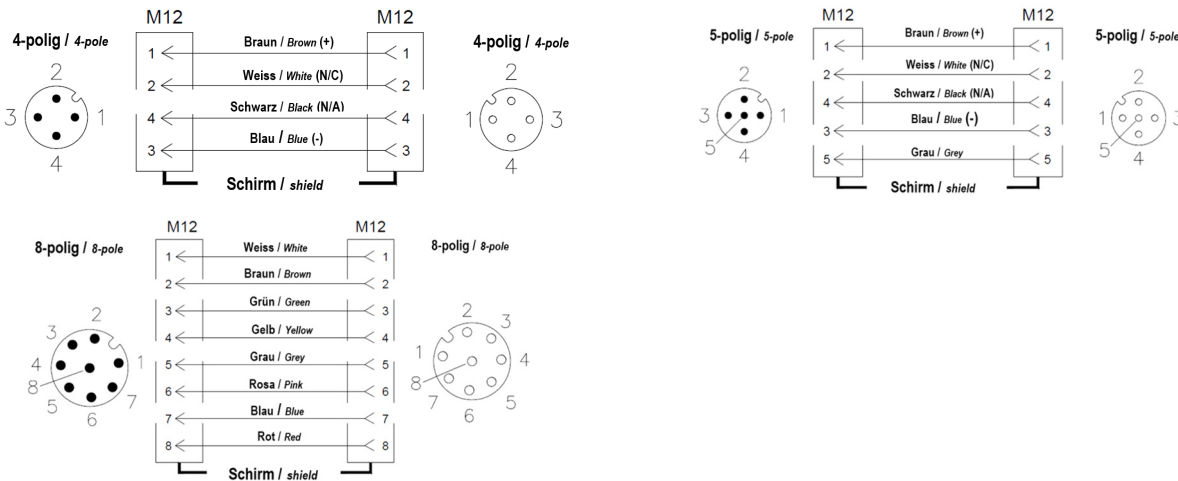 M12 M12
4-polig / 4-pole
4-polig / 4-pole
1 Braun / Brown (+) 1
2 Weiss / White (N/C) 2
4 Schwarz / Black (N/A) 4
3 Blau / Blue (-) 3
Schirm / shield
2
3 1
4
2
1 3
4
M12 M12
5-polig / 5-pole
5-polig / 5-pole
1 Braun / Brown (+) 1
2 Weiss / White (N/C) 2
4 Schwarz / Black (N/A) 4
3 Blau / Blue (-) 3
5 Grau / Grey 5
Schirm / shield
2
3 1
5 4
2
1 3
5 4
M12 M12
8-polig / 8-pole
8-polig / 8-pole
1 Weiss / White 1
2 Braun / Brown 2
3 Grün / Green 3
4 Gelb / Yellow 4
5 Grau / Grey 5
6 Rosa / Pink 6
7 Blau / Blue 7
8 Rot / Red 8
Schirm / shield
2
3
4 1
8
5 7
6
2
3
1 4
8
7 5
6